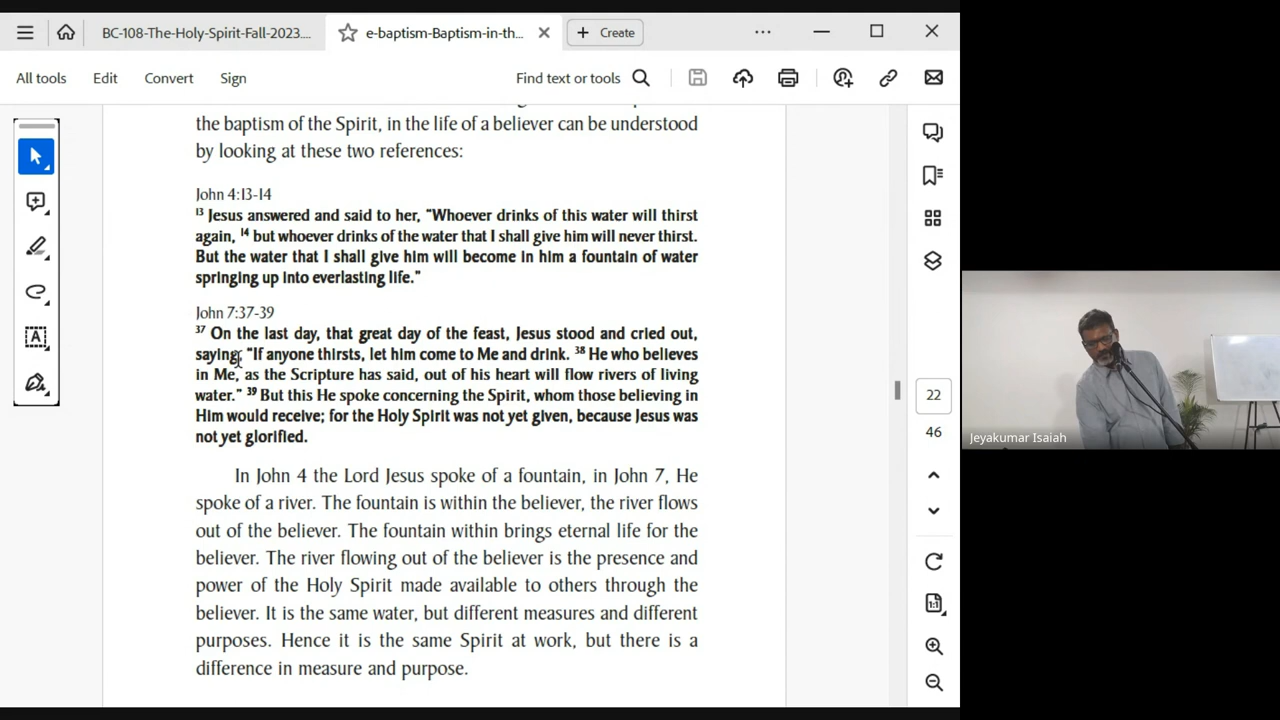 BC-108-The-Holy-Spirit-Fall-2023....
e-baptism-Baptism-in-th...
Create
All tools
Edit
Convert
Sign
Find text or tools
the baptism of the Spirit, in the life of a believer can be understood
by looking at these two references:
John 4:13-14
13 Jesus answered and said to her, “Whoever drinks of this water will thirst
again, 14 but whoever drinks of the water that I shall give him will never thirst.
But the water that I shall give him will become in him a fountain of water
springing up into everlasting life.”
John 7:37-39
37 On the last day, that great day of the feast, Jesus stood and cried out,
saying, “If anyone thirsts, let him come to Me and drink. 38 He who believes
in Me, as the Scripture has said, out of his heart will flow rivers of living
water.” 39 But this He spoke concerning the Spirit, whom those believing in
Him would receive; for the Holy Spirit was not yet given, because Jesus was
not yet glorified.
In John 4 the Lord Jesus spoke of a fountain, in John 7, He
spoke of a river. The fountain is within the believer, the river flows
out of the believer. The fountain within brings eternal life for the
believer. The river flowing out of the believer is the presence and
power of the Holy Spirit made available to others through the
believer. It is the same water, but different measures and different
purposes. Hence it is the same Spirit at work, but there is a
difference in measure and purpose.
22
46
1:1
Jeyakumar Isaiah